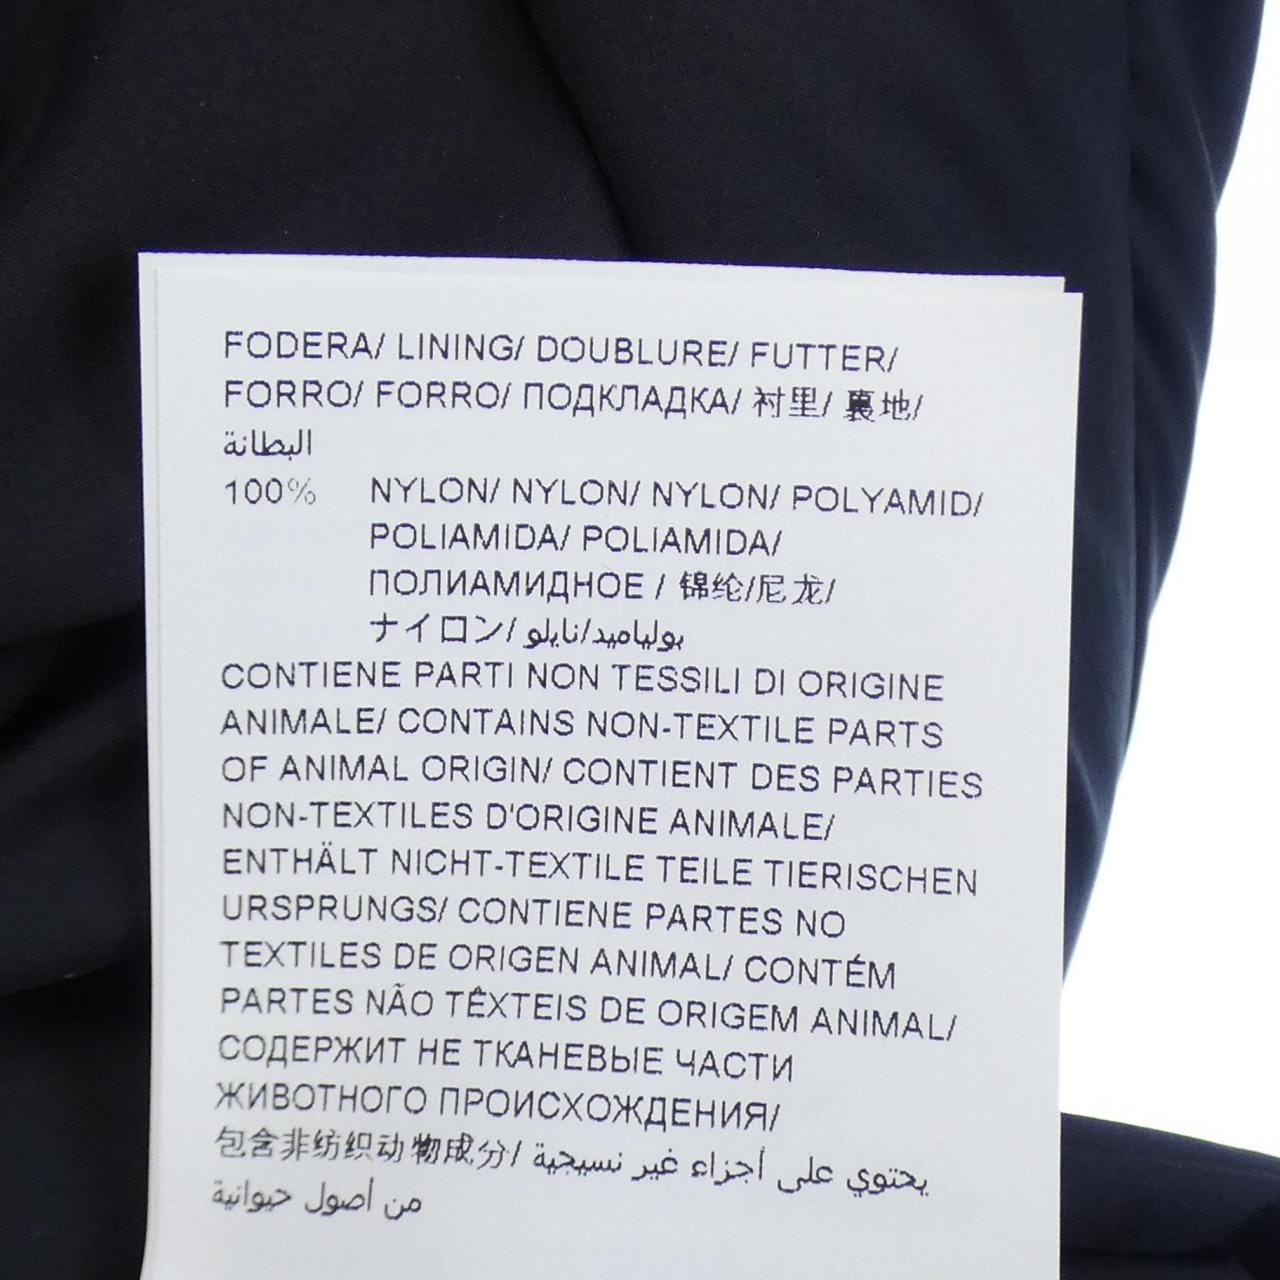 FODERA/ LINING/ DOUBLURE/ FUTTER/
FORRO/ FORRO/ ПОДКЛАДКА/ 衬里/ 裏地/
البطانة
100% NYLON/ NYLON/ NYLON/ POLYAMID/
POLIAMIDA/ POLIAMIDA/
ПОЛИАМИДНОЕ / 锦纶/尼龙/
ナイロン/ بولياميد/نايلو
CONTIENE PARTI NON TESSILI DI ORIGINE
ANIMALE/ CONTAINS NON-TEXTILE PARTS
OF ANIMAL ORIGIN/ CONTIENT DES PARTIES
NON-TEXTILES D'ORIGINE ANIMALE/
ENTHÄLT NICHT-TEXTILE TEILE TIERISCHEN
URSPRUNGS/ CONTIENE PARTES NO
TEXTILES DE ORIGEN ANIMAL/ CONTÉM
PARTES NÃO TÊXTEIS DE ORIGEM ANIMAL/
СОДЕРЖИТ НЕ ТКАНЕВЫЕ ЧАСТИ
ЖИВОТНОГО ПРОИСХОЖДЕНИЯ/
包含非纺织动物成分/ يحتوي على أجزاء غير نسيجية
من أصول حيوانية